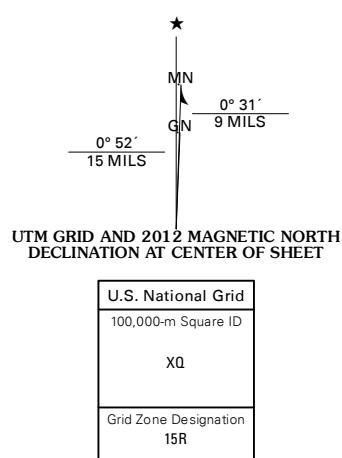 ★
MN
0° 31´
9 MILS
GN
0° 52´
15 MILS
UTM GRID AND 2012 MAGNETIC NORTH
DECLINATION AT CENTER OF SHEET
U.S. National Grid
100,000-m Square ID
XQ
Grid Zone Designation
15R